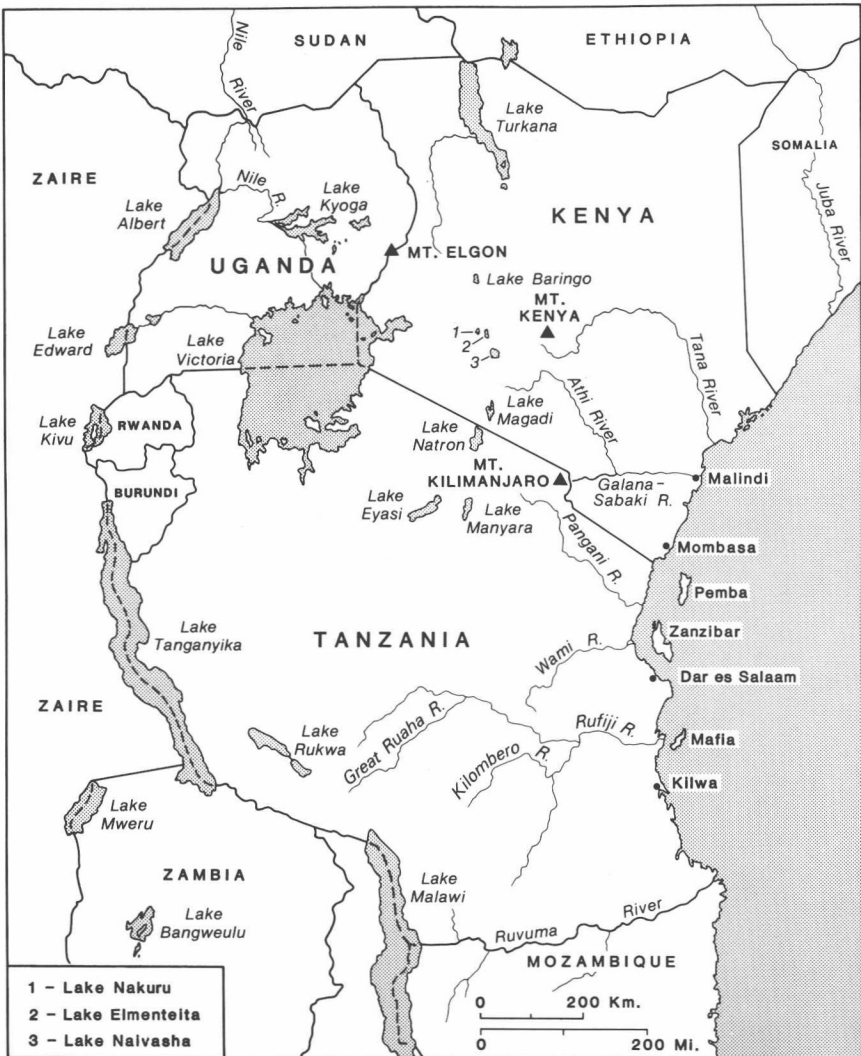 SUDAN
ETHIOPIA
Nile
River
Lake
Turkana
SOMALIA
Juba River
ZAIRE
Lake
Albert
Nile R.
Lake
Kyoga
KENYA
MT. ELGON
UGANDA
Lake Baringo
MT.
KENYA
Lake
Edward
Lake
Victoria
1
2
3
Tana River
Athi River
Lake
Kivu
RWANDA
Lake
Magadi
Lake
Natron
MT.
KILIMANJARO
Galana-
Sabaki R.
Malindi
BURUNDI
Lake
Eyasi
Lake
Manyara
Pangani R.
Mombasa
Pemba
Lake
Tanganyika
TANZANIA
Zanzibar
Wami R.
Dar es Salaam
ZAIRE
Lake
Rukwa
Great Ruaha R.
Kilombero R.
Rufiji R.
Mafia
Kilwa
Lake
Mweru
ZAMBIA
Lake
Malawi
Lake
Bangweulu
Ruvuma River
MOZAMBIQUE
1 - Lake Nakuru
2 - Lake Elmenteita
3 - Lake Naivasha
0 200 Km.
0 200 Mi.